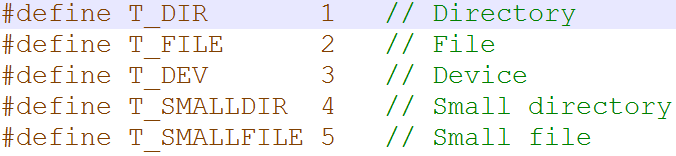 #define T_DIR       1   // Directory
#define T_FILE      2   // File
#define T_DEV       3   // Device
#define T_SMALLDIR  4   // Small directory
#define T_SMALLFILE 5   // Small file